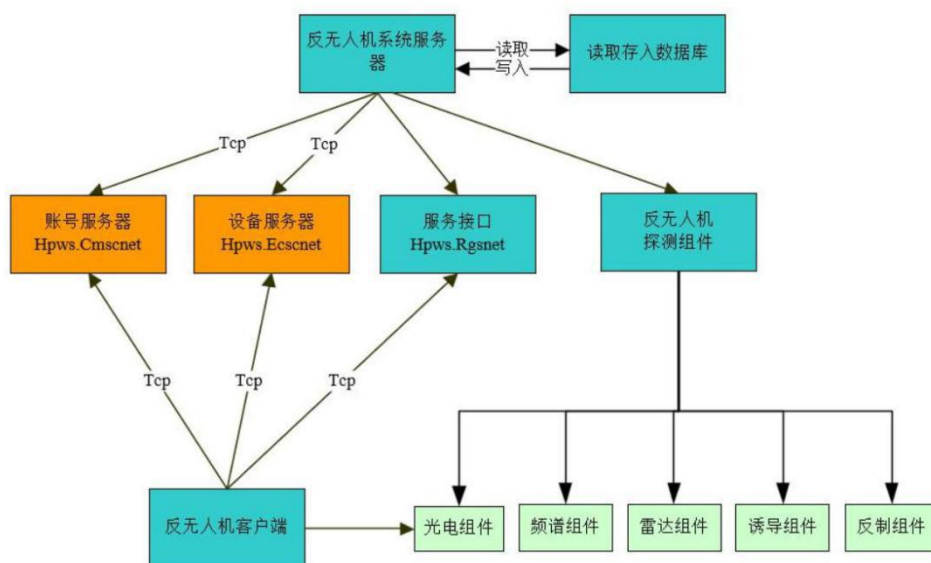 反无人机系统服务
器
读取
写入
读取存入数据库
Tcp
Tcp
账号服务器
Hpws.Cmscnet
设备服务器
Hpws.Ecscnet
服务接口
Hpws.Rgsnet
反无人机
探测组件
Tcp
Tcp
Tcp
反无人机客户端
光电组件
频谱组件
雷达组件
诱导组件
反制组件